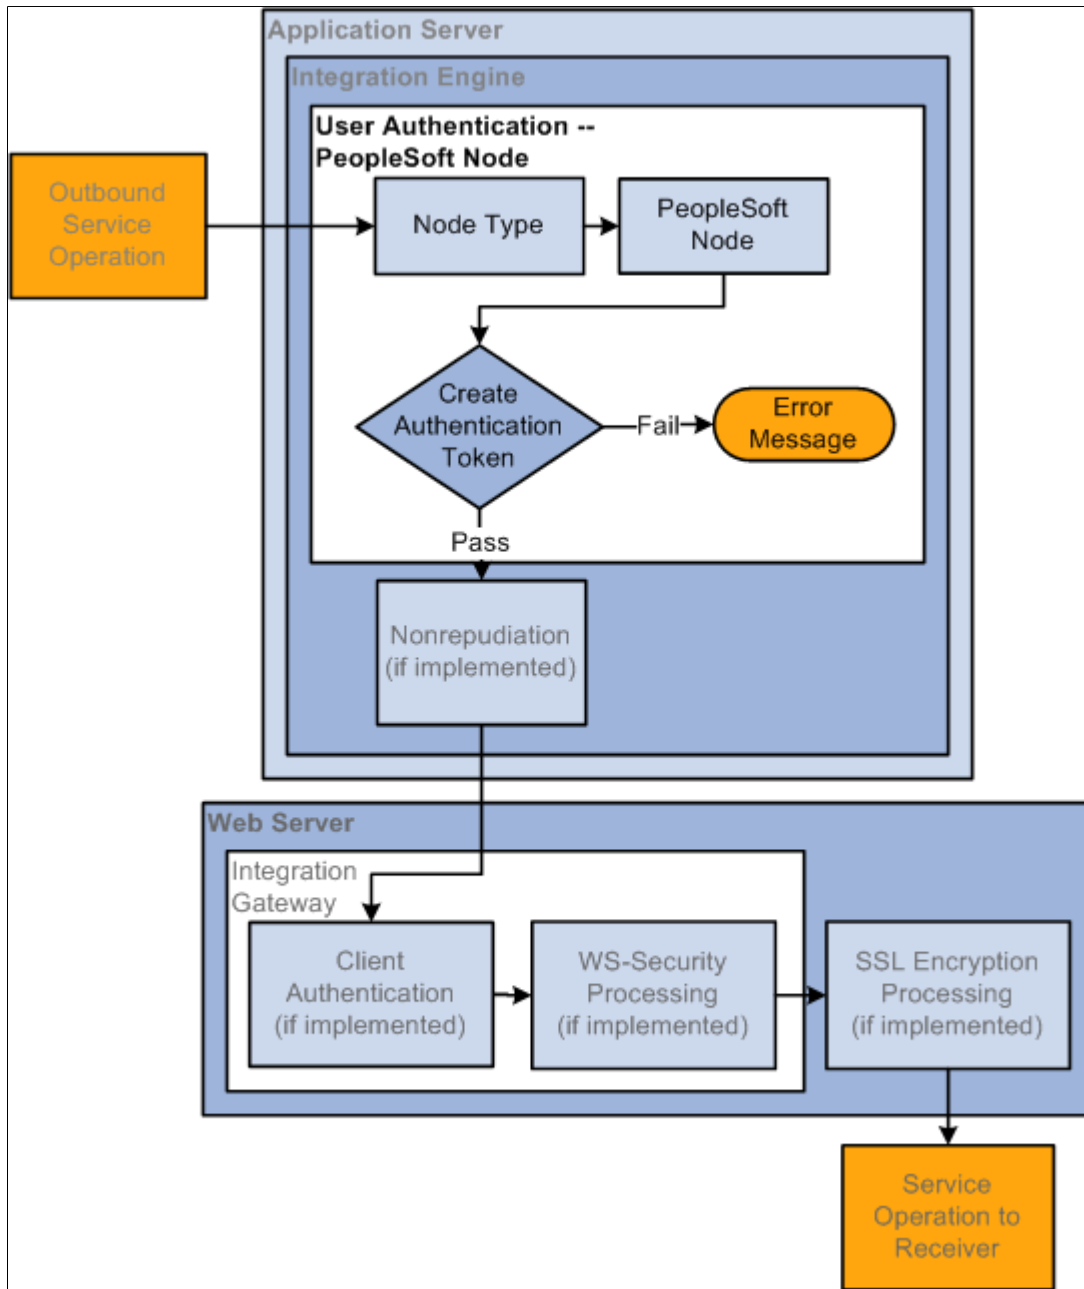 Application Server
Integration Engine
User Authentication --
PeopleSoft Node
Outbound
Service
Operation
Node Type
PeopleSoft
Node
Create
Authentication
Token
Fail
Error
Message
Pass
Nonrepudiation
(if implemented)
Web Server
Integration
Gateway
Client
Authentication
(if implemented)
WS-Security
Processing
(if implemented)
SSL Encryption
Processing
(if implemented)
Service
Operation to
Receiver